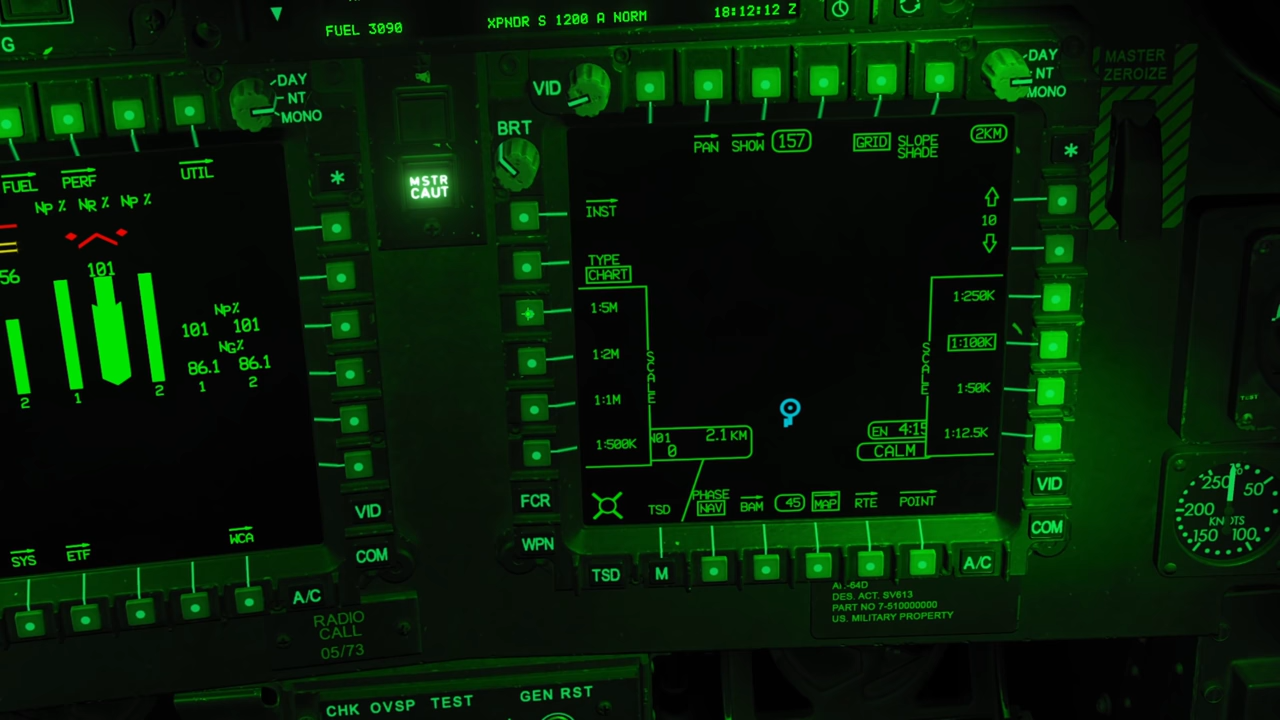 G
FUEL 3090
XPNDR S 1200 A NORM
18:12:12 Z
DAY
NT
MONO
FUEL
PERF
UTIL
NP % NR % NP %
*
56
101
NP%
101 101
NG%
86.1 86.1
1 2
2
1
2
SYS
ETF
WCA
VID
COM
A/C
RADIO
CALL
05/73
MSTR
CAUT
VID
BRT
DAY
NT
MONO
MASTER
ZEROIZE
PAN
SHOW
157
GRID
SLOPE
SHADE
2KM
*
INST
10
TYPE
CHART
1:5M
1:2M
1:1M
1:500K
SCALE
SCALE
1:250K
1:100K
1:50K
1:12.5K
2.1 KM
0
EN 4:15
CALM
TSD
PHASE
NAV
BAM
45
MAP
RTE
POINT
FCR
WPN
TSD
M
A/C
VID
COM
DES. ACT. SV613
PART NO 7-510000000
US. MILITARY PROPERTY
250
50
200
KNOTS
150
100
CHK OVSP TEST
GEN RST